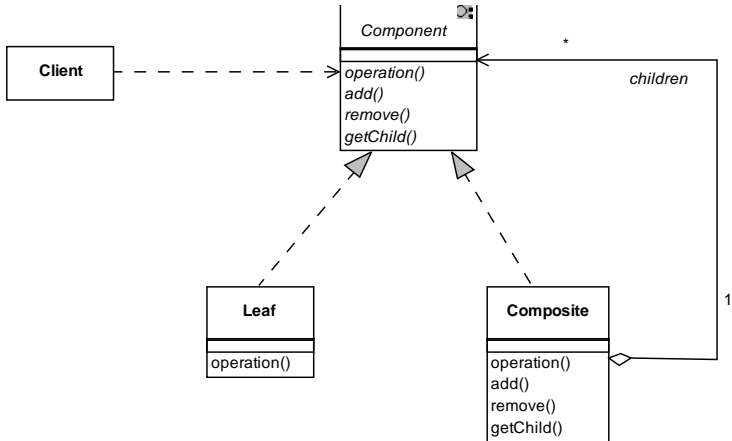 Component
*
Client
operation()
children
add()
remove()
getChild()
Leaf
Composite
1
operation()
operation()
add()
remove()
getChild()